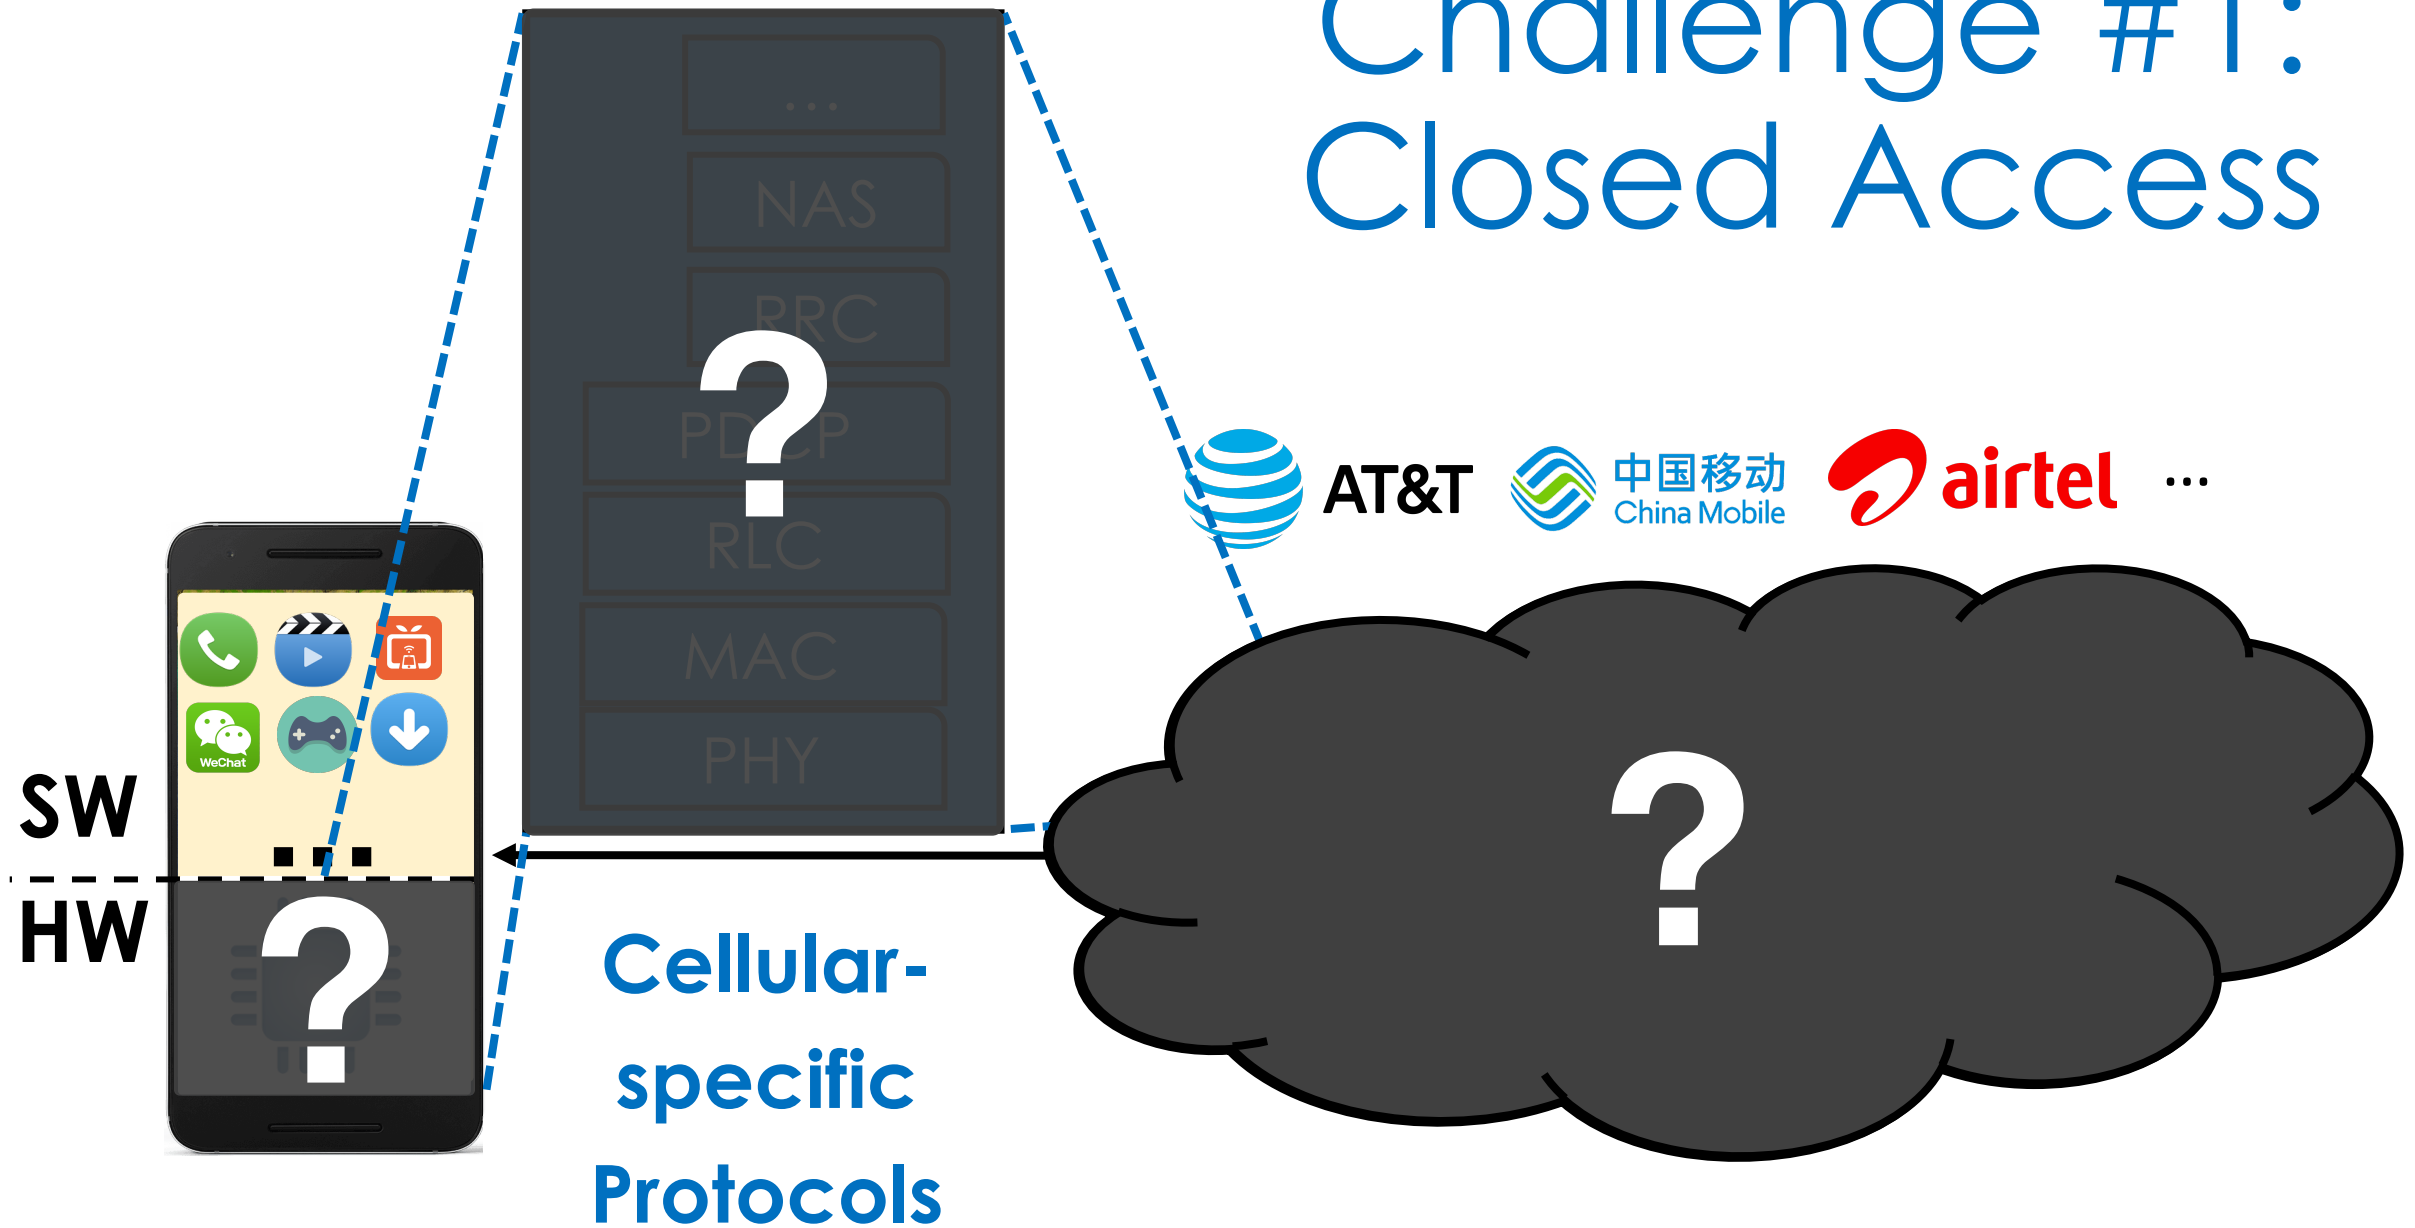 Challenge #1:
Closed Access
...
NAS
RRC
?
PDCP
RLC
MAC
PHY
AT&T
中国移动
China Mobile
airtel
...
WeChat
SW
HW
?
?
Cellular-
specific
Protocols